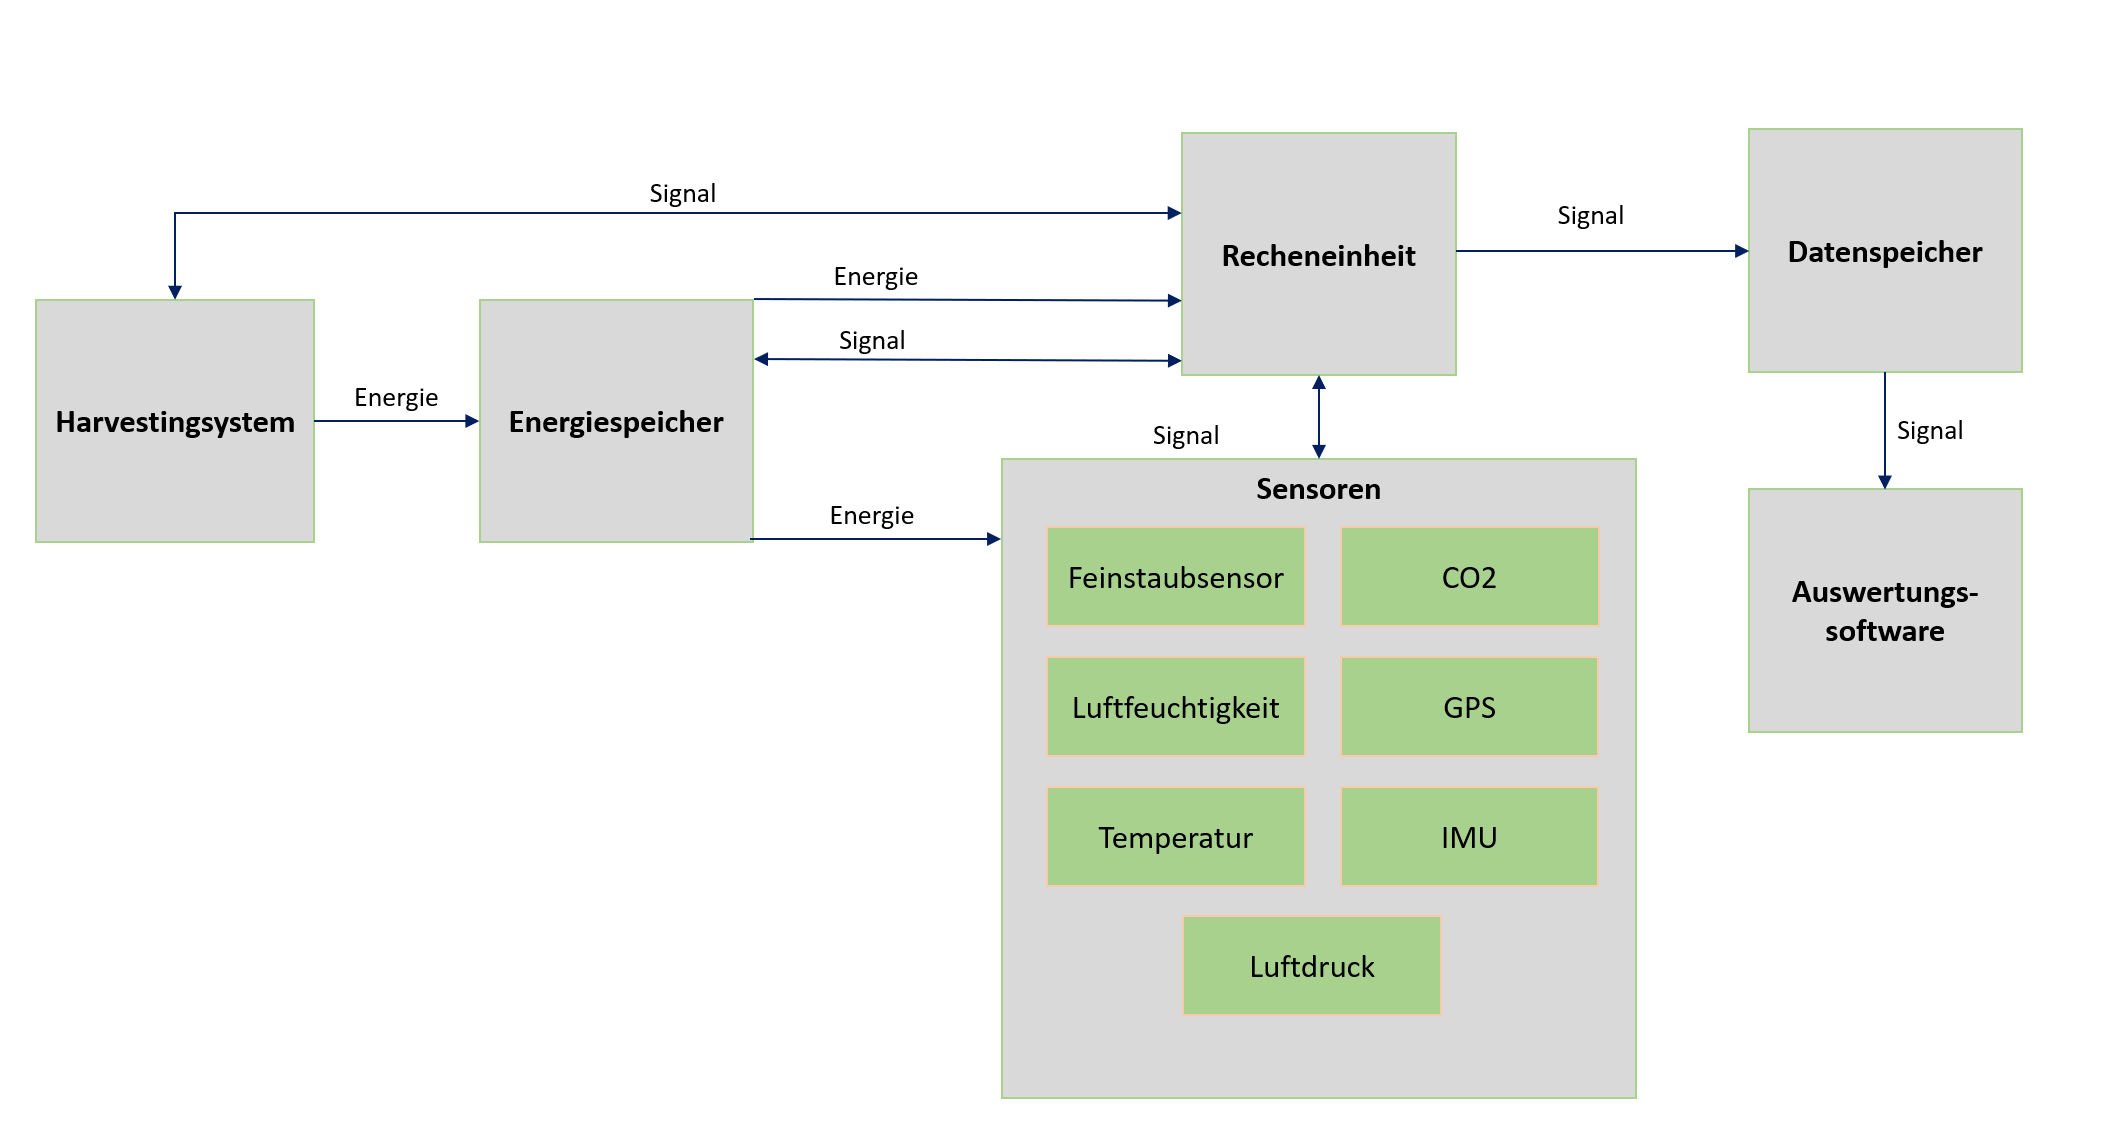 Signal
Recheneinheit
Signal
Datenspeicher
Energie
Signal
Harvestingsystem
Energie
Energiespeicher
Signal
Signal
Energie
Sensoren
Feinstaubsensor
CO2
Luftfeuchtigkeit
GPS
Temperatur
IMU
Luftdruck
Auswertungs-
software